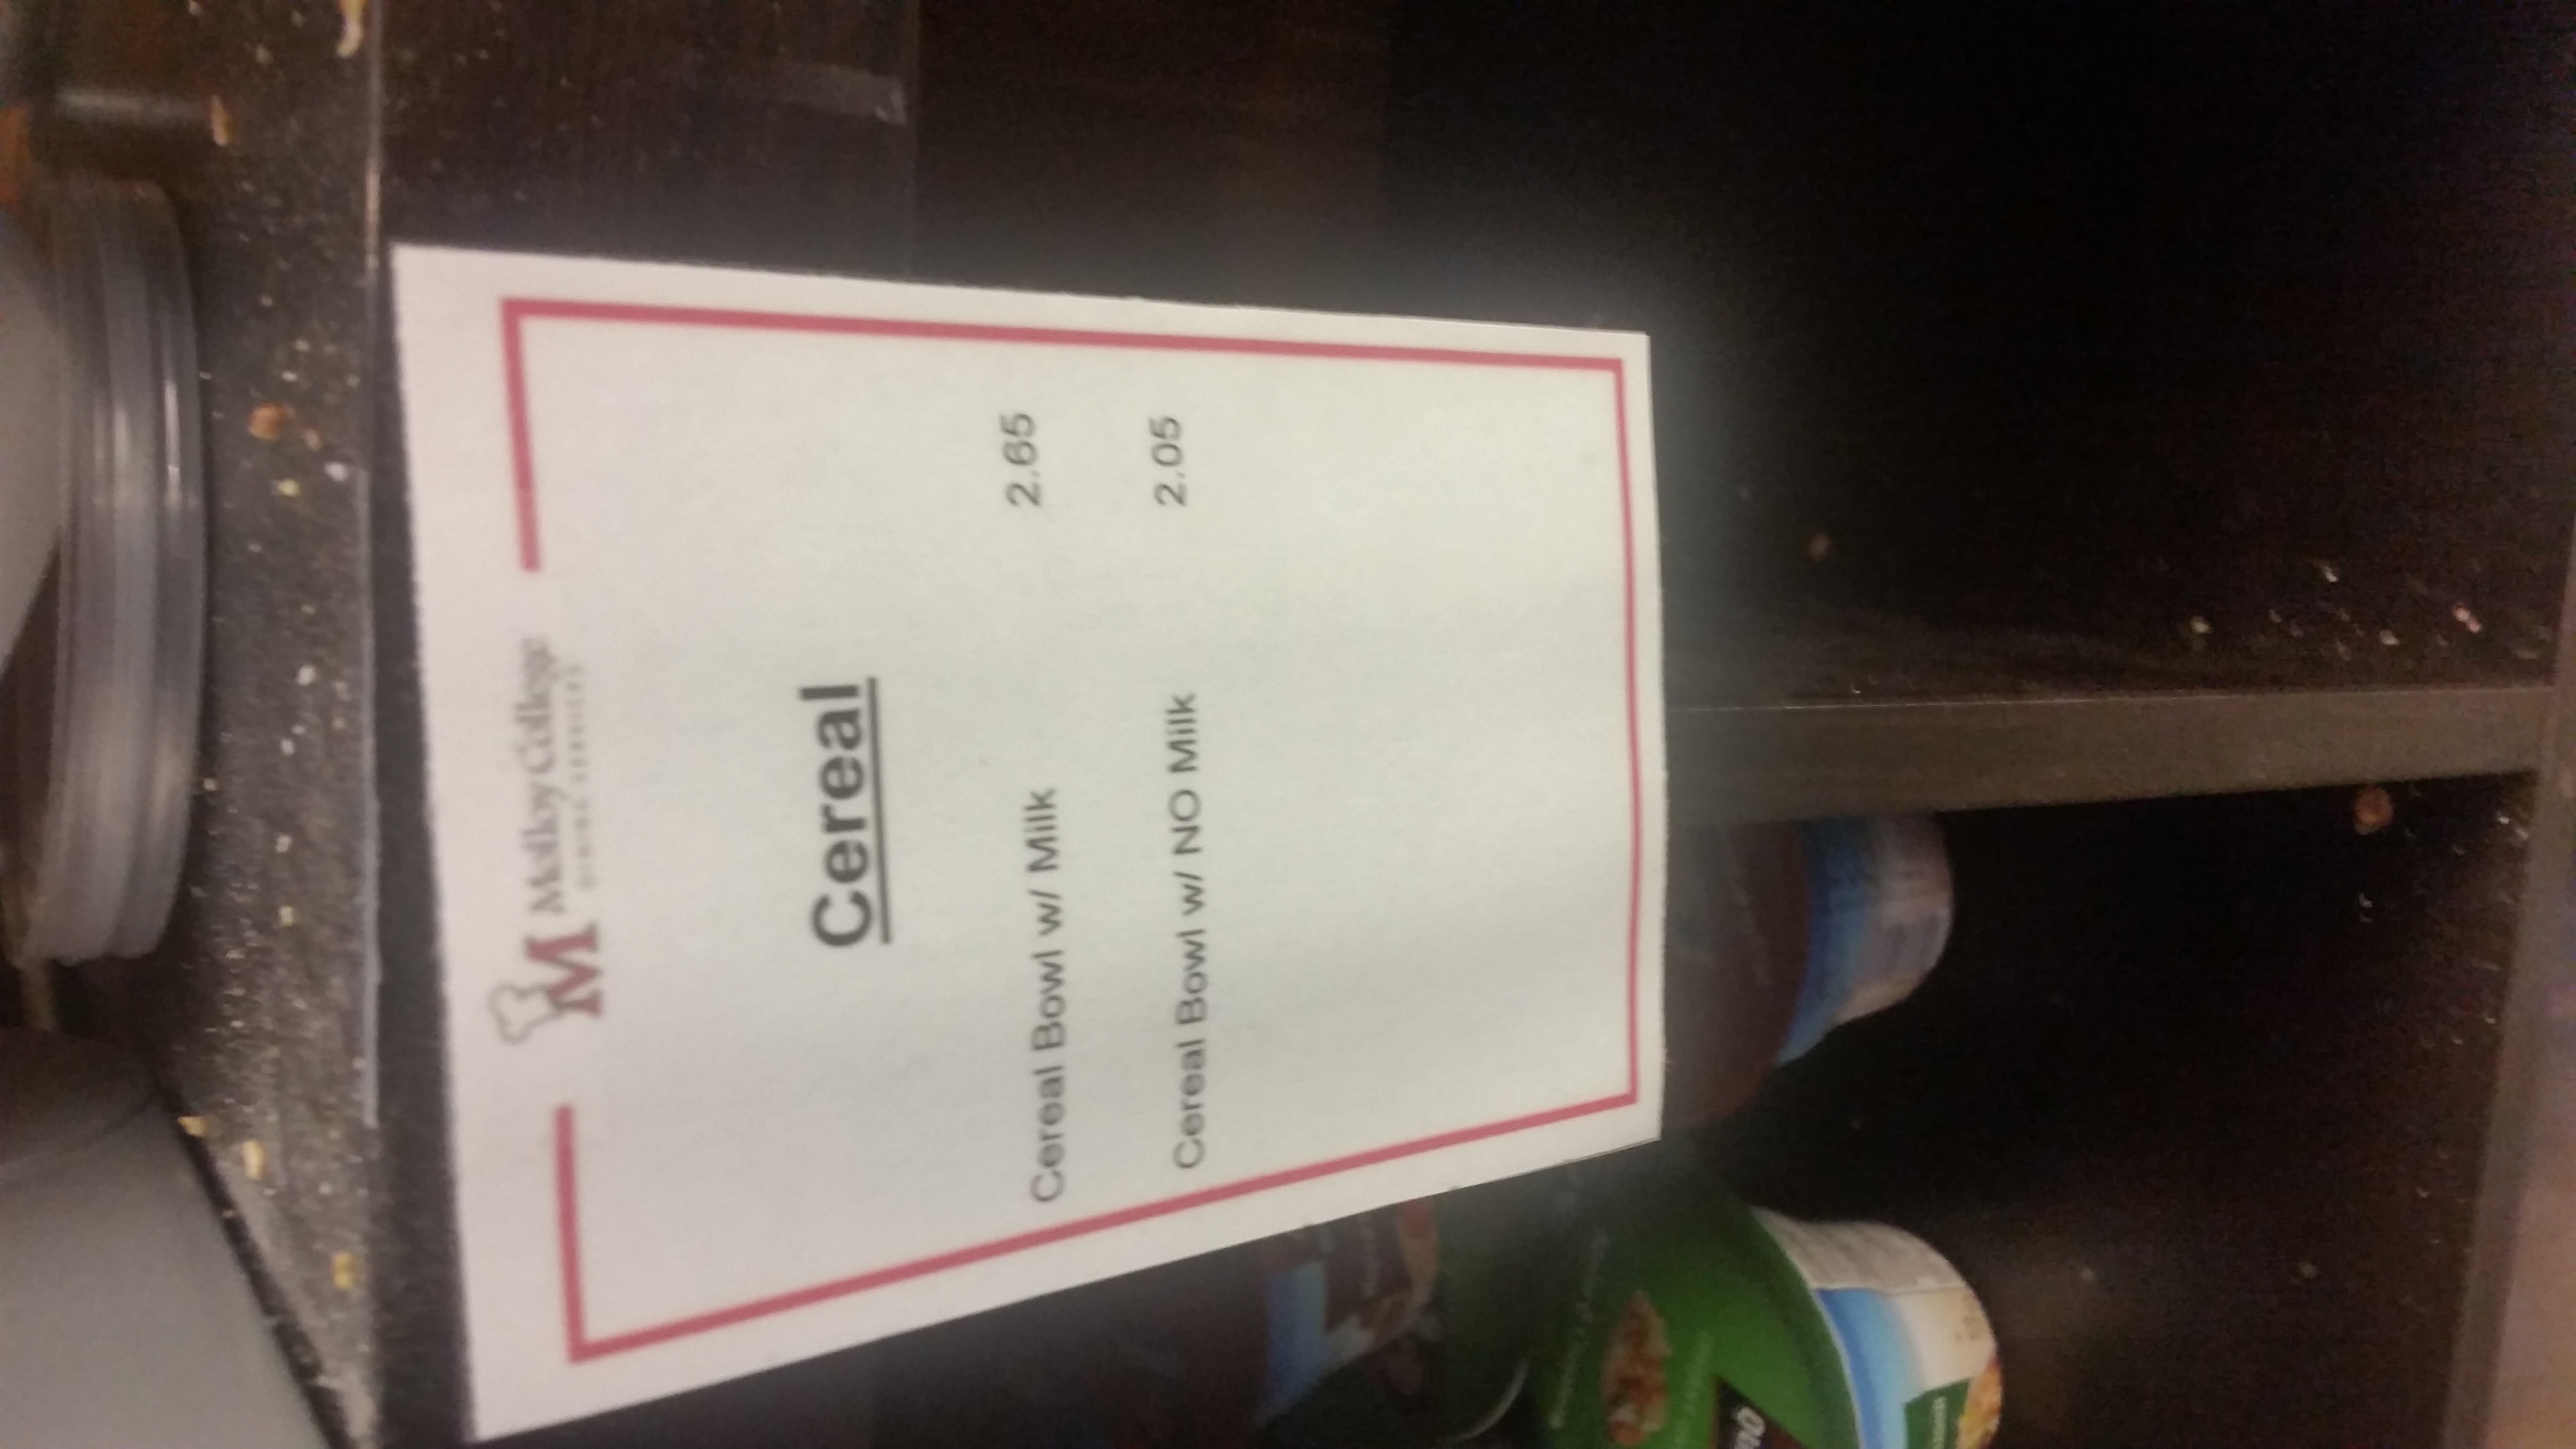 M Molloy College
DINING SERVICES
Cereal
Cereal Bowl w/ Milk 2.65
Cereal Bowl w/ NO Milk 2.05